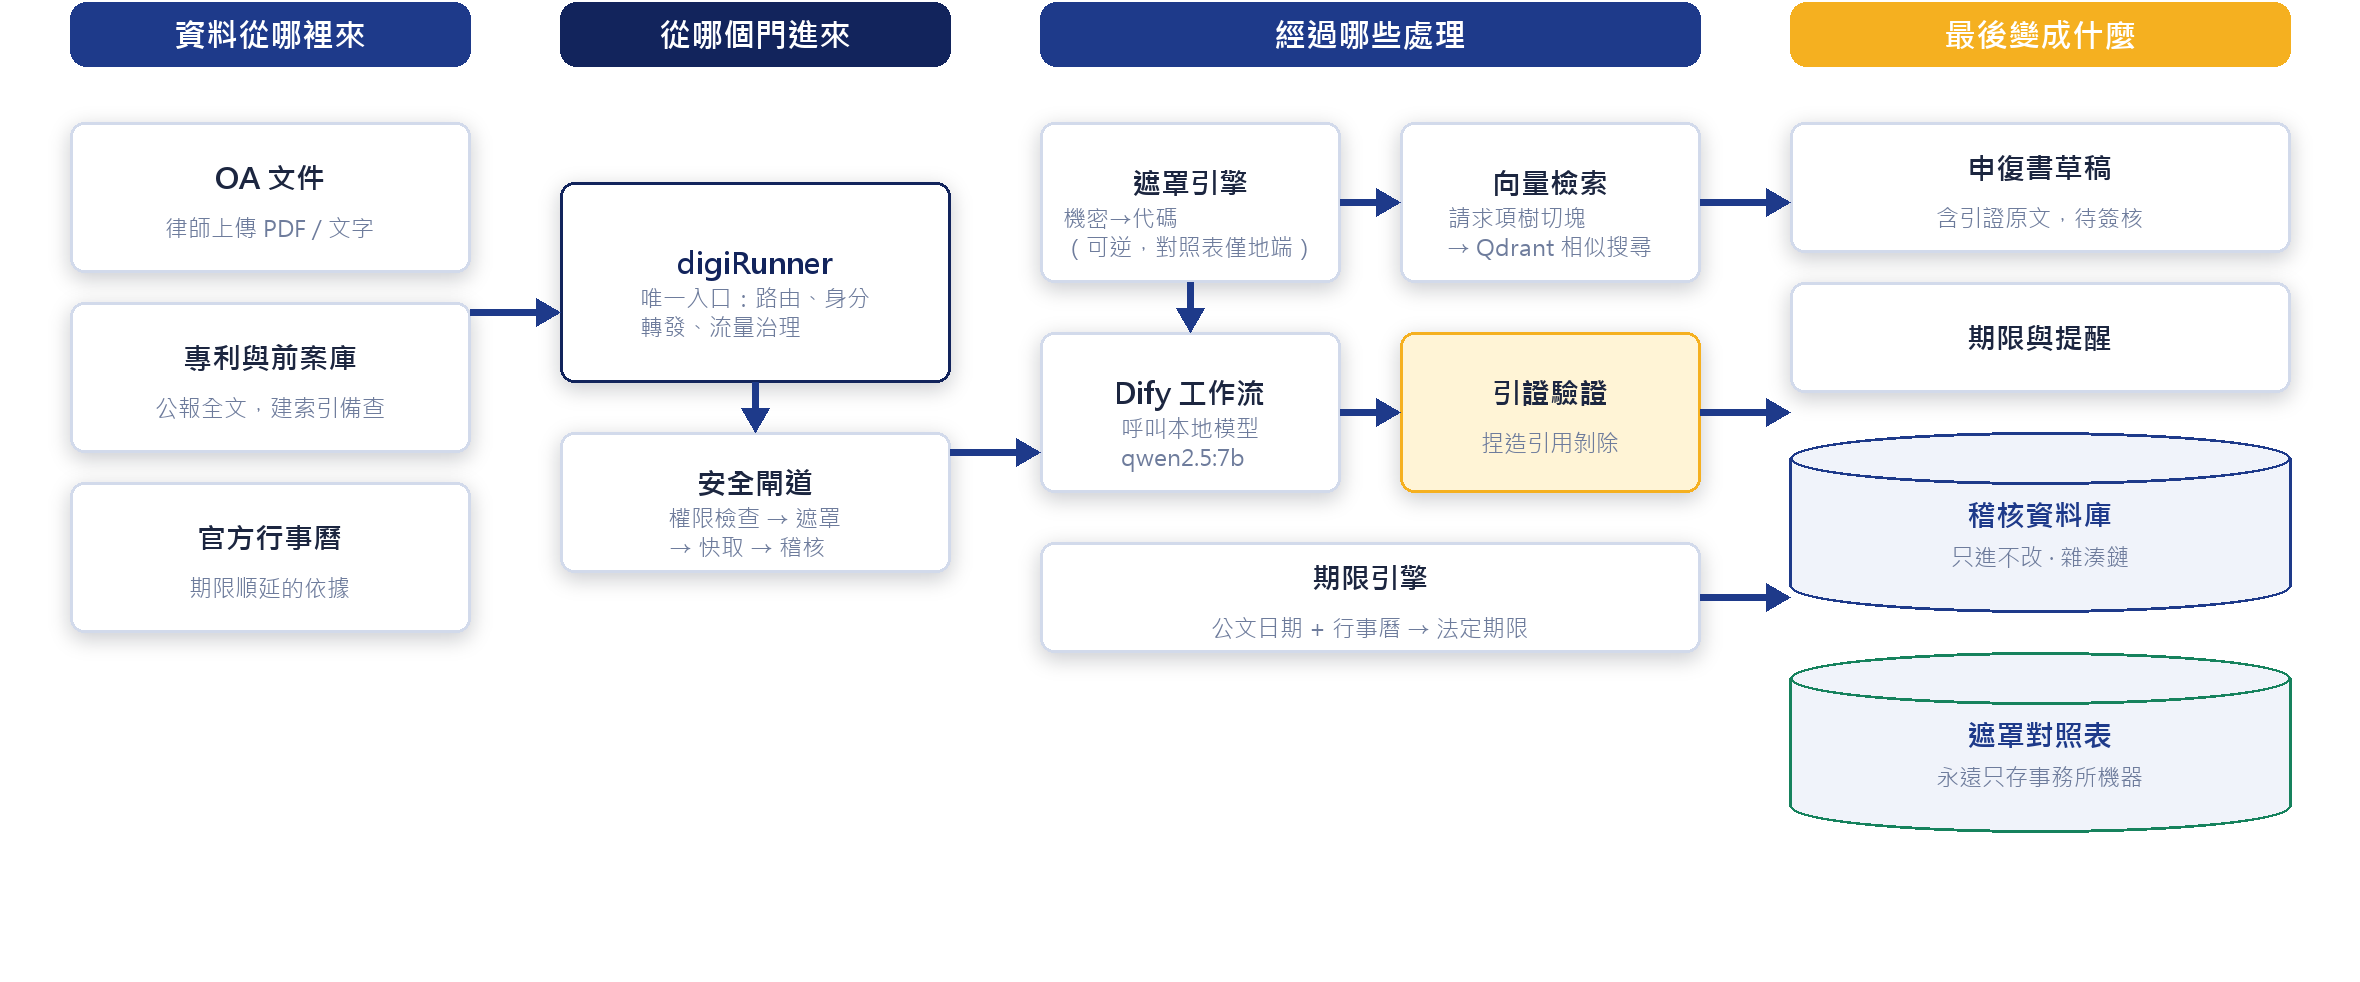 資料從哪裡來
從哪個門進來
經過哪些處理
最後變成什麼
OA 文件
律師上傳 PDF / 文字
專利與前案庫
公報全文，建索引備查
官方行事曆
期限順延的依據
digiRunner
唯一入口：路由、身分
轉發、流量治理
安全閘道
權限檢查 → 遮罩
→ 快取 → 稽核
遮罩引擎
機密→代碼
（可逆，對照表僅地端）
向量檢索
請求項樹切塊
→ Qdrant 相似搜尋
Dify 工作流
呼叫本地模型
qwen2.5:7b
引證驗證
捏造引用剝除
期限引擎
公文日期 + 行事曆 → 法定期限
申復書草稿
含引證原文，待簽核
期限與提醒
稽核資料庫
只進不改 · 雜湊鏈
遮罩對照表
永遠只存事務所機器